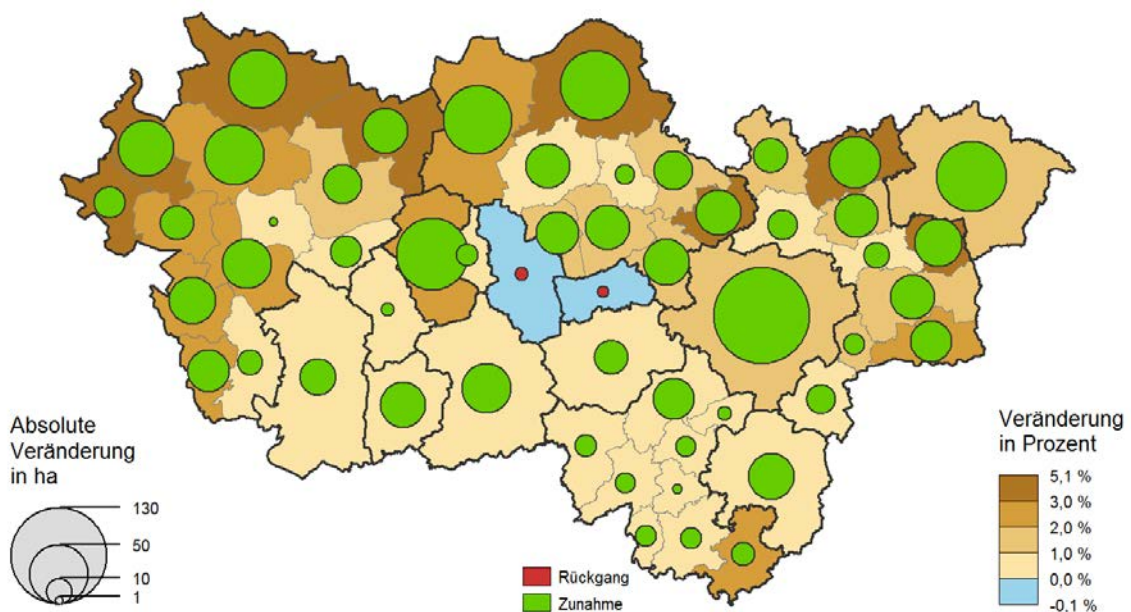 Absolute
Veränderung
in ha
130
50
10
1
Rückgang
Zunahme
Veränderung
in Prozent
5,1 %
3,0 %
2,0 %
1,0 %
0,0 %
-0,1 %